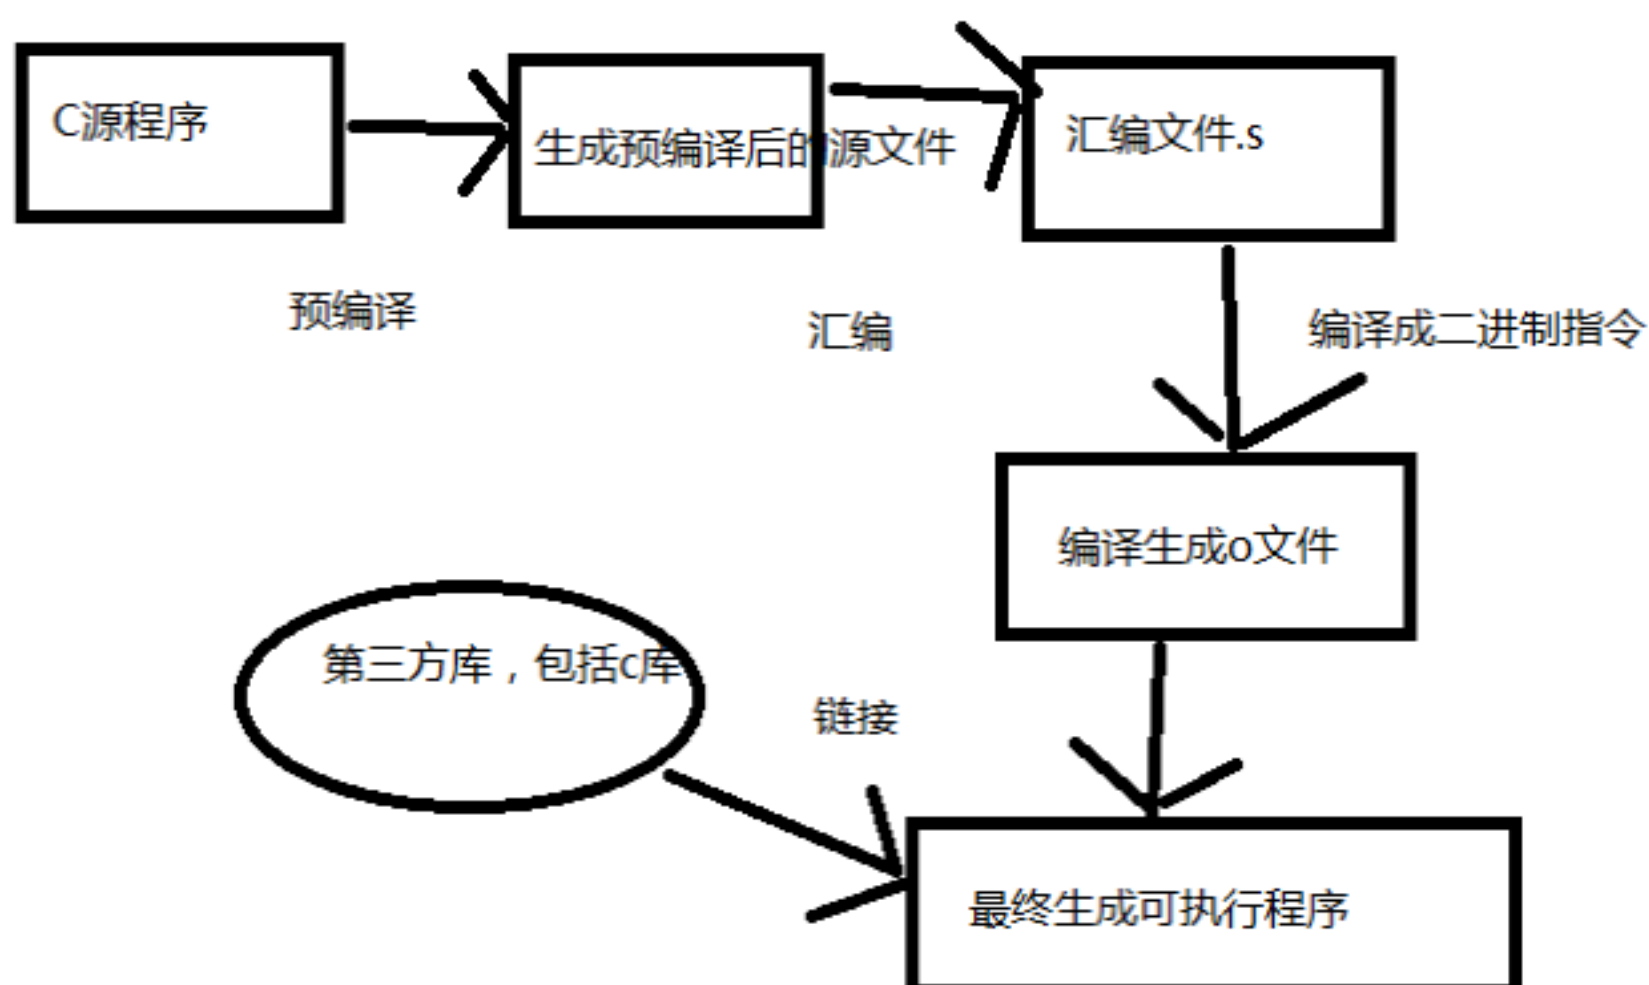 C源程序
生成预编译后的源文件
汇编文件.s
预编译
汇编
编译成二进制指令
编译生成o文件
第三方库，包括c库
链接
最终生成可执行程序